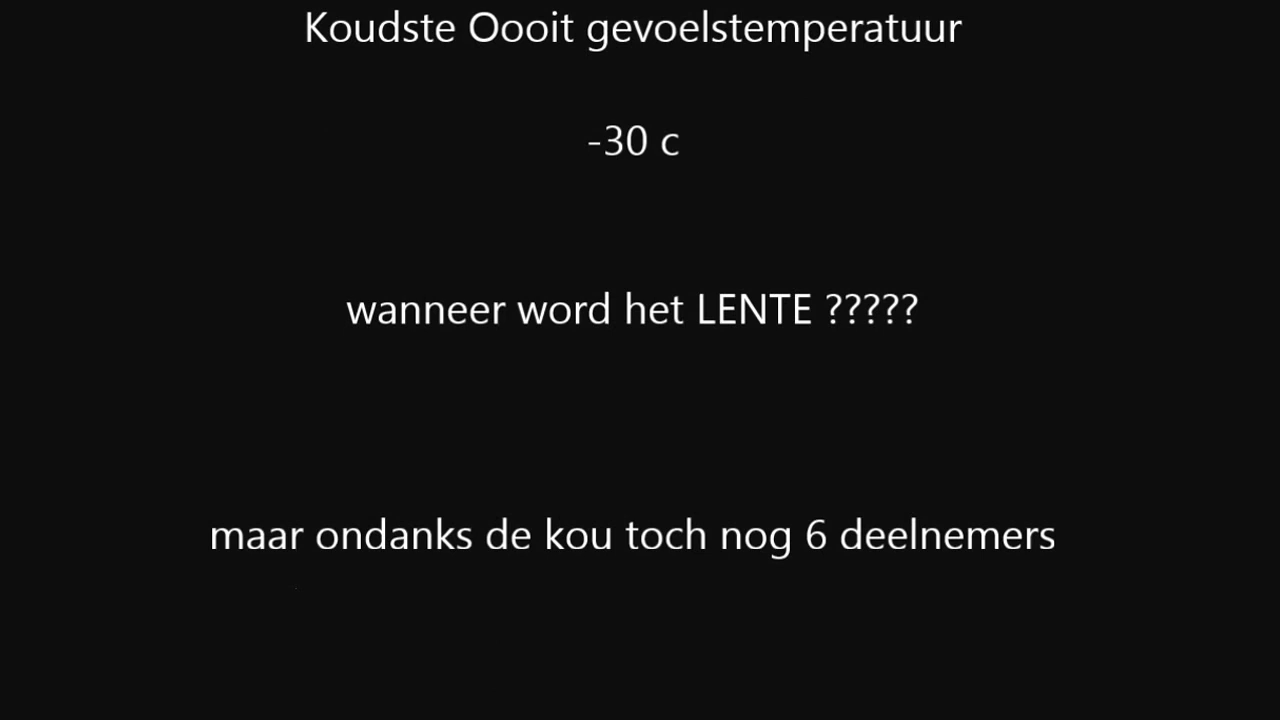 Koudste Oooit gevoelstemperatuur
-30 c
wanneer word het LENTE ?????
maar ondanks de kou toch nog 6 deelnemers